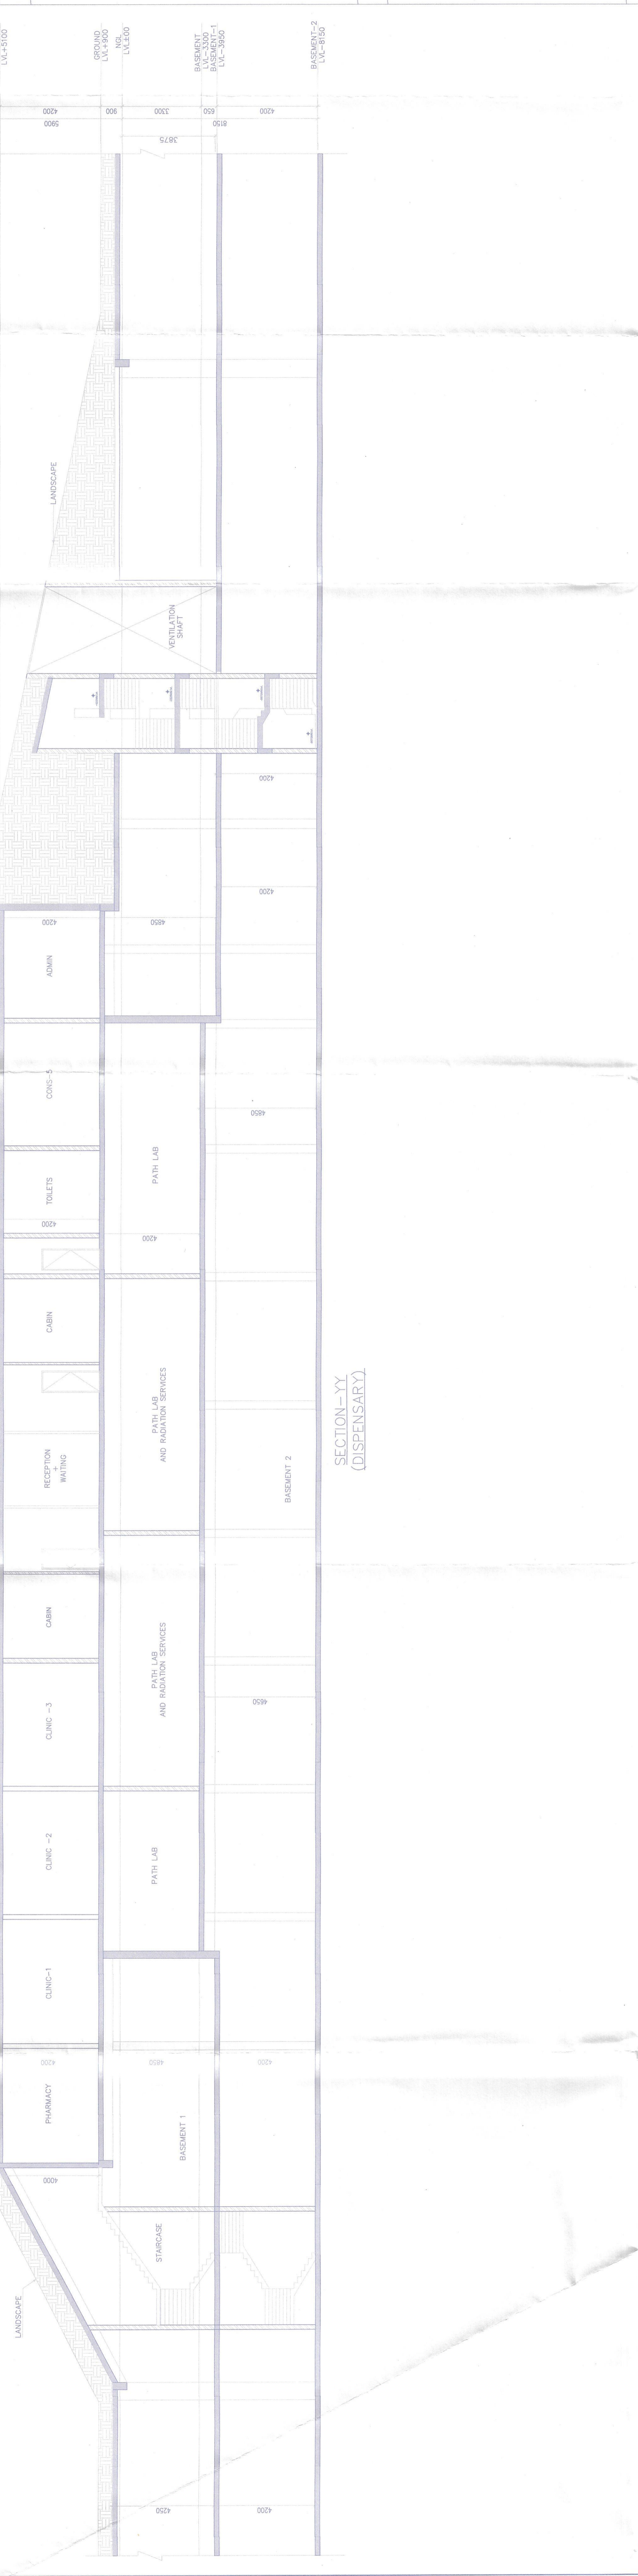 LVL+5100
GROUND
LVL+900
NGL
LVL±00
BASEMENT
LVL-3300
BASEMENT-1
LVL-3950
BASEMENT-2
LVL-8150
4200
900
3300
650
4200
5900
8150
3875
LANDSCAPE
VENTILATION
SHAFT
4200
4200
4200
4850
ADMIN
CONS-5
4850
TOILETS
PATH LAB
4200
4200
CABIN
PATH LAB
AND RADIATION SERVICES
RECEPTION
+
WAITING
BASEMENT 2
SECTION-YY
(DISPENSARY)
CABIN
PATH LAB
AND RADIATION SERVICES
CLINIC -3
4650
CLINIC -2
PATH LAB
CLINIC-1
4200
4850
4200
PHARMACY
BASEMENT 1
4000
STAIRCASE
LANDSCAPE
4250
4200